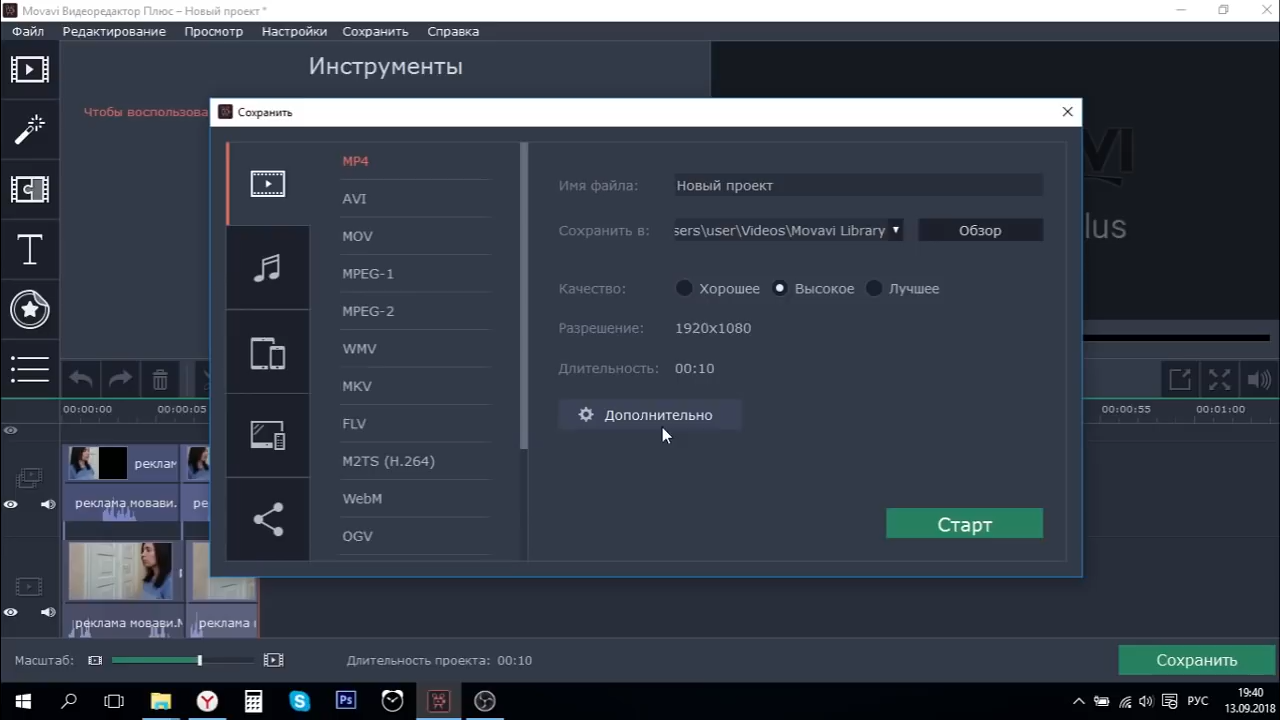 Movavi Видеоредактор Плюс – Новый проект *
Файл Редактирование Просмотр Настройки Сохранить Справка
Инструменты
Чтобы воспользова
Сохранить
MP4
AVI
MOV
MPEG-1
MPEG-2
WMV
MKV
FLV
M2TS (H.264)
WebM
OGV
Имя файла: Новый проект
Сохранить в: sers\user\Videos\Movavi Library Обзор
Качество: Хорошее Высокое Лучшее
Разрешение: 1920x1080
Длительность: 00:10
Дополнительно
Старт
VI
lus
00:00:00 00:00:05 00:00:55 00:01:00
реклам
реклама мовави. ре
реклама мовави.М реклама
Масштаб: Длительность проекта: 00:10 Сохранить
Ps
РУС
19:40
13.09.2018